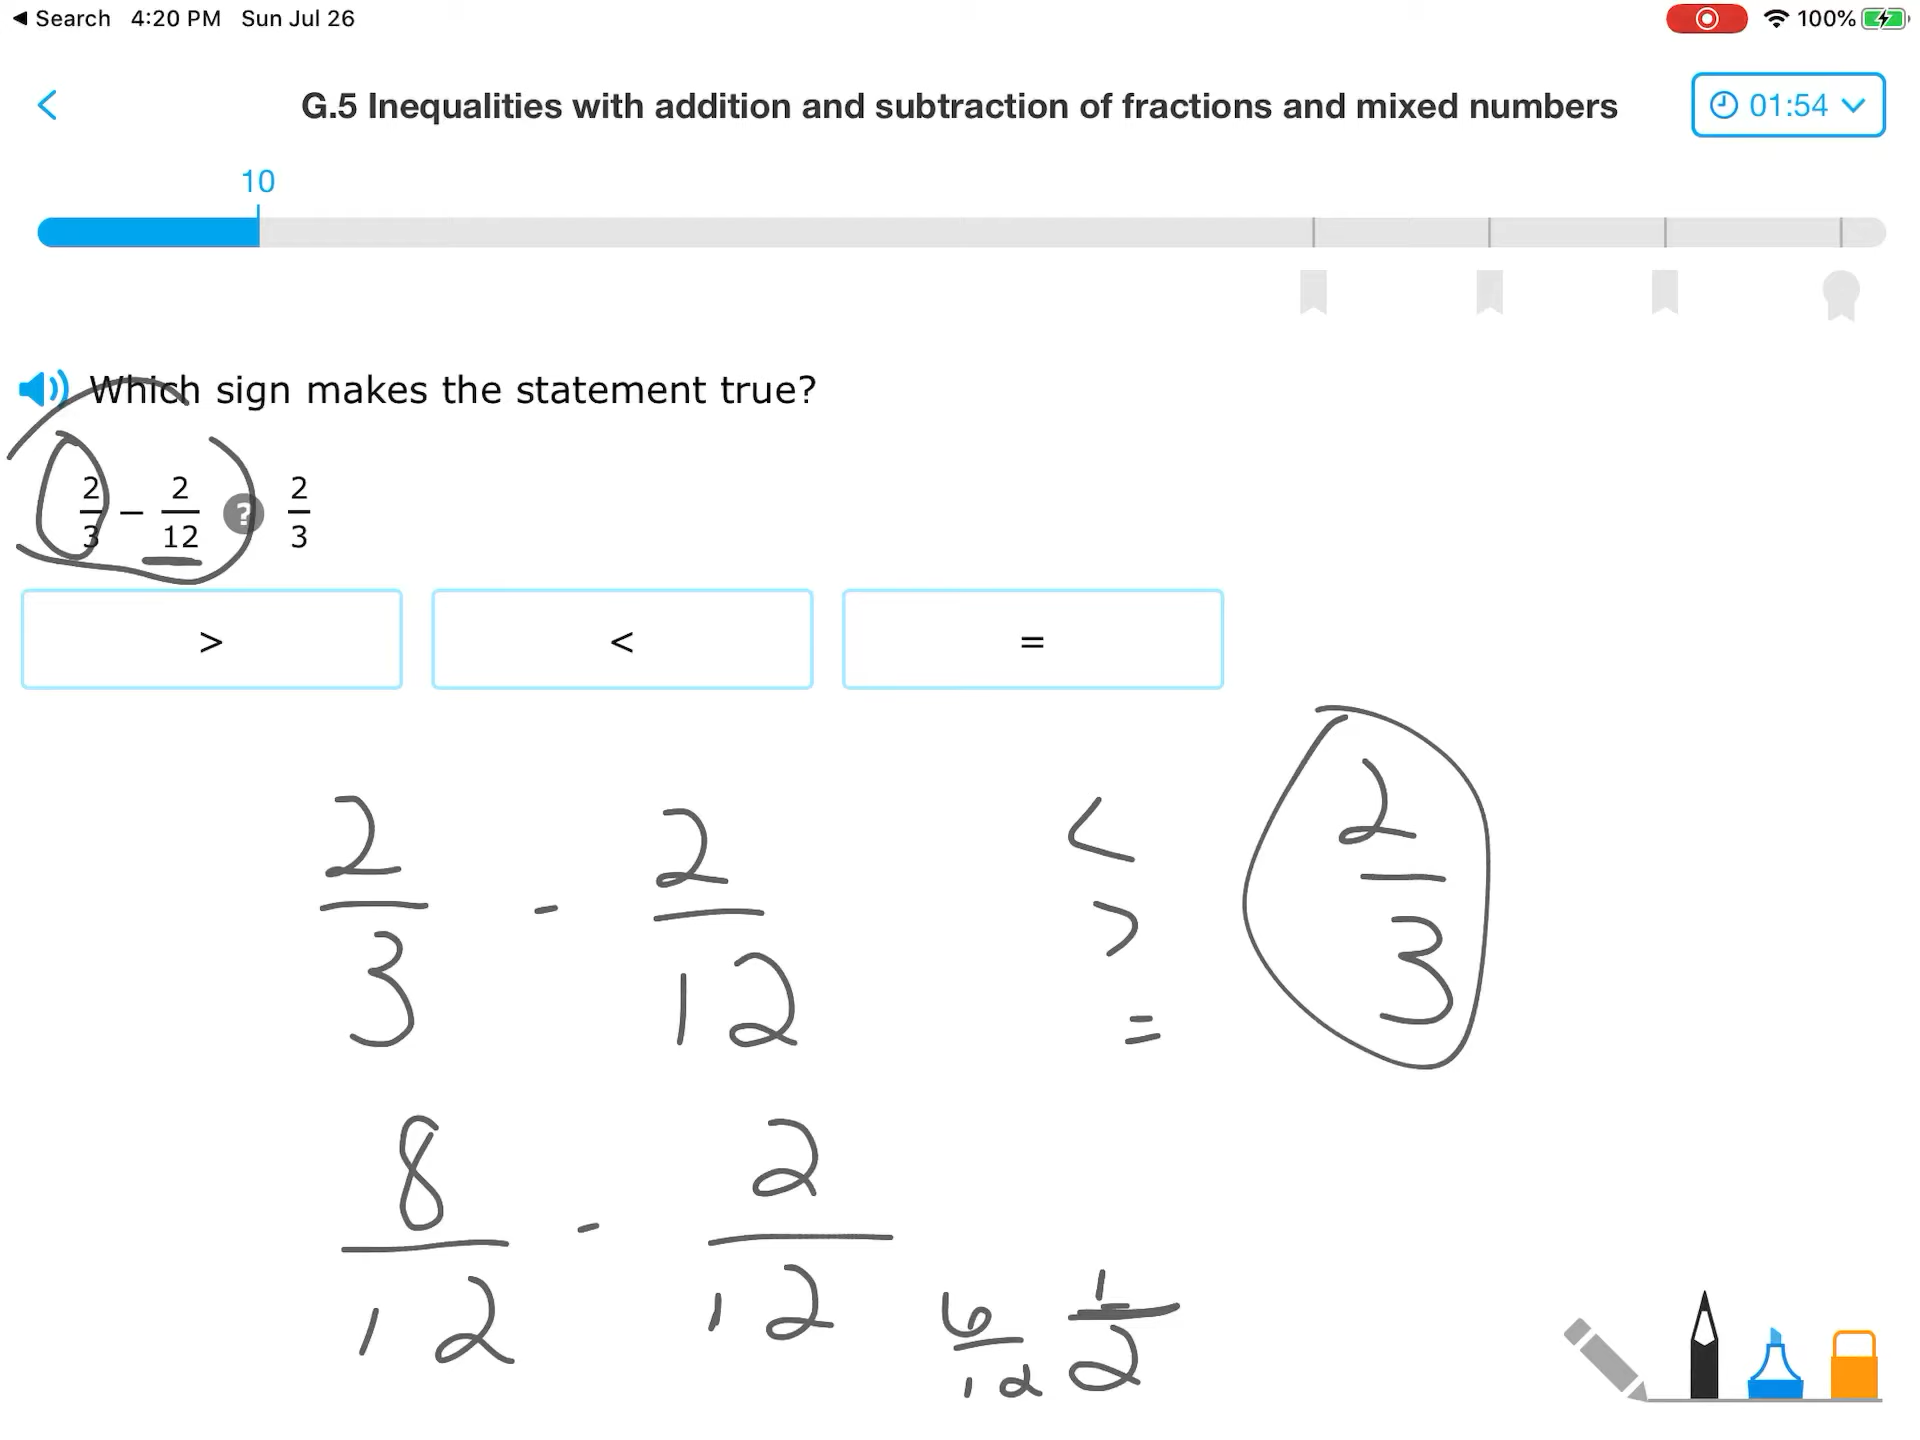 Search 4:20 PM Sun Jul 26 100%
G.5 Inequalities with addition and subtraction of fractions and mixed numbers 01:54
10
Which sign makes the statement true?
2/3 - 2/12 ? 2/3
> < =
2/3 - 2/12 < > = 2/3
8/12 - 2/12 6/12 1/2